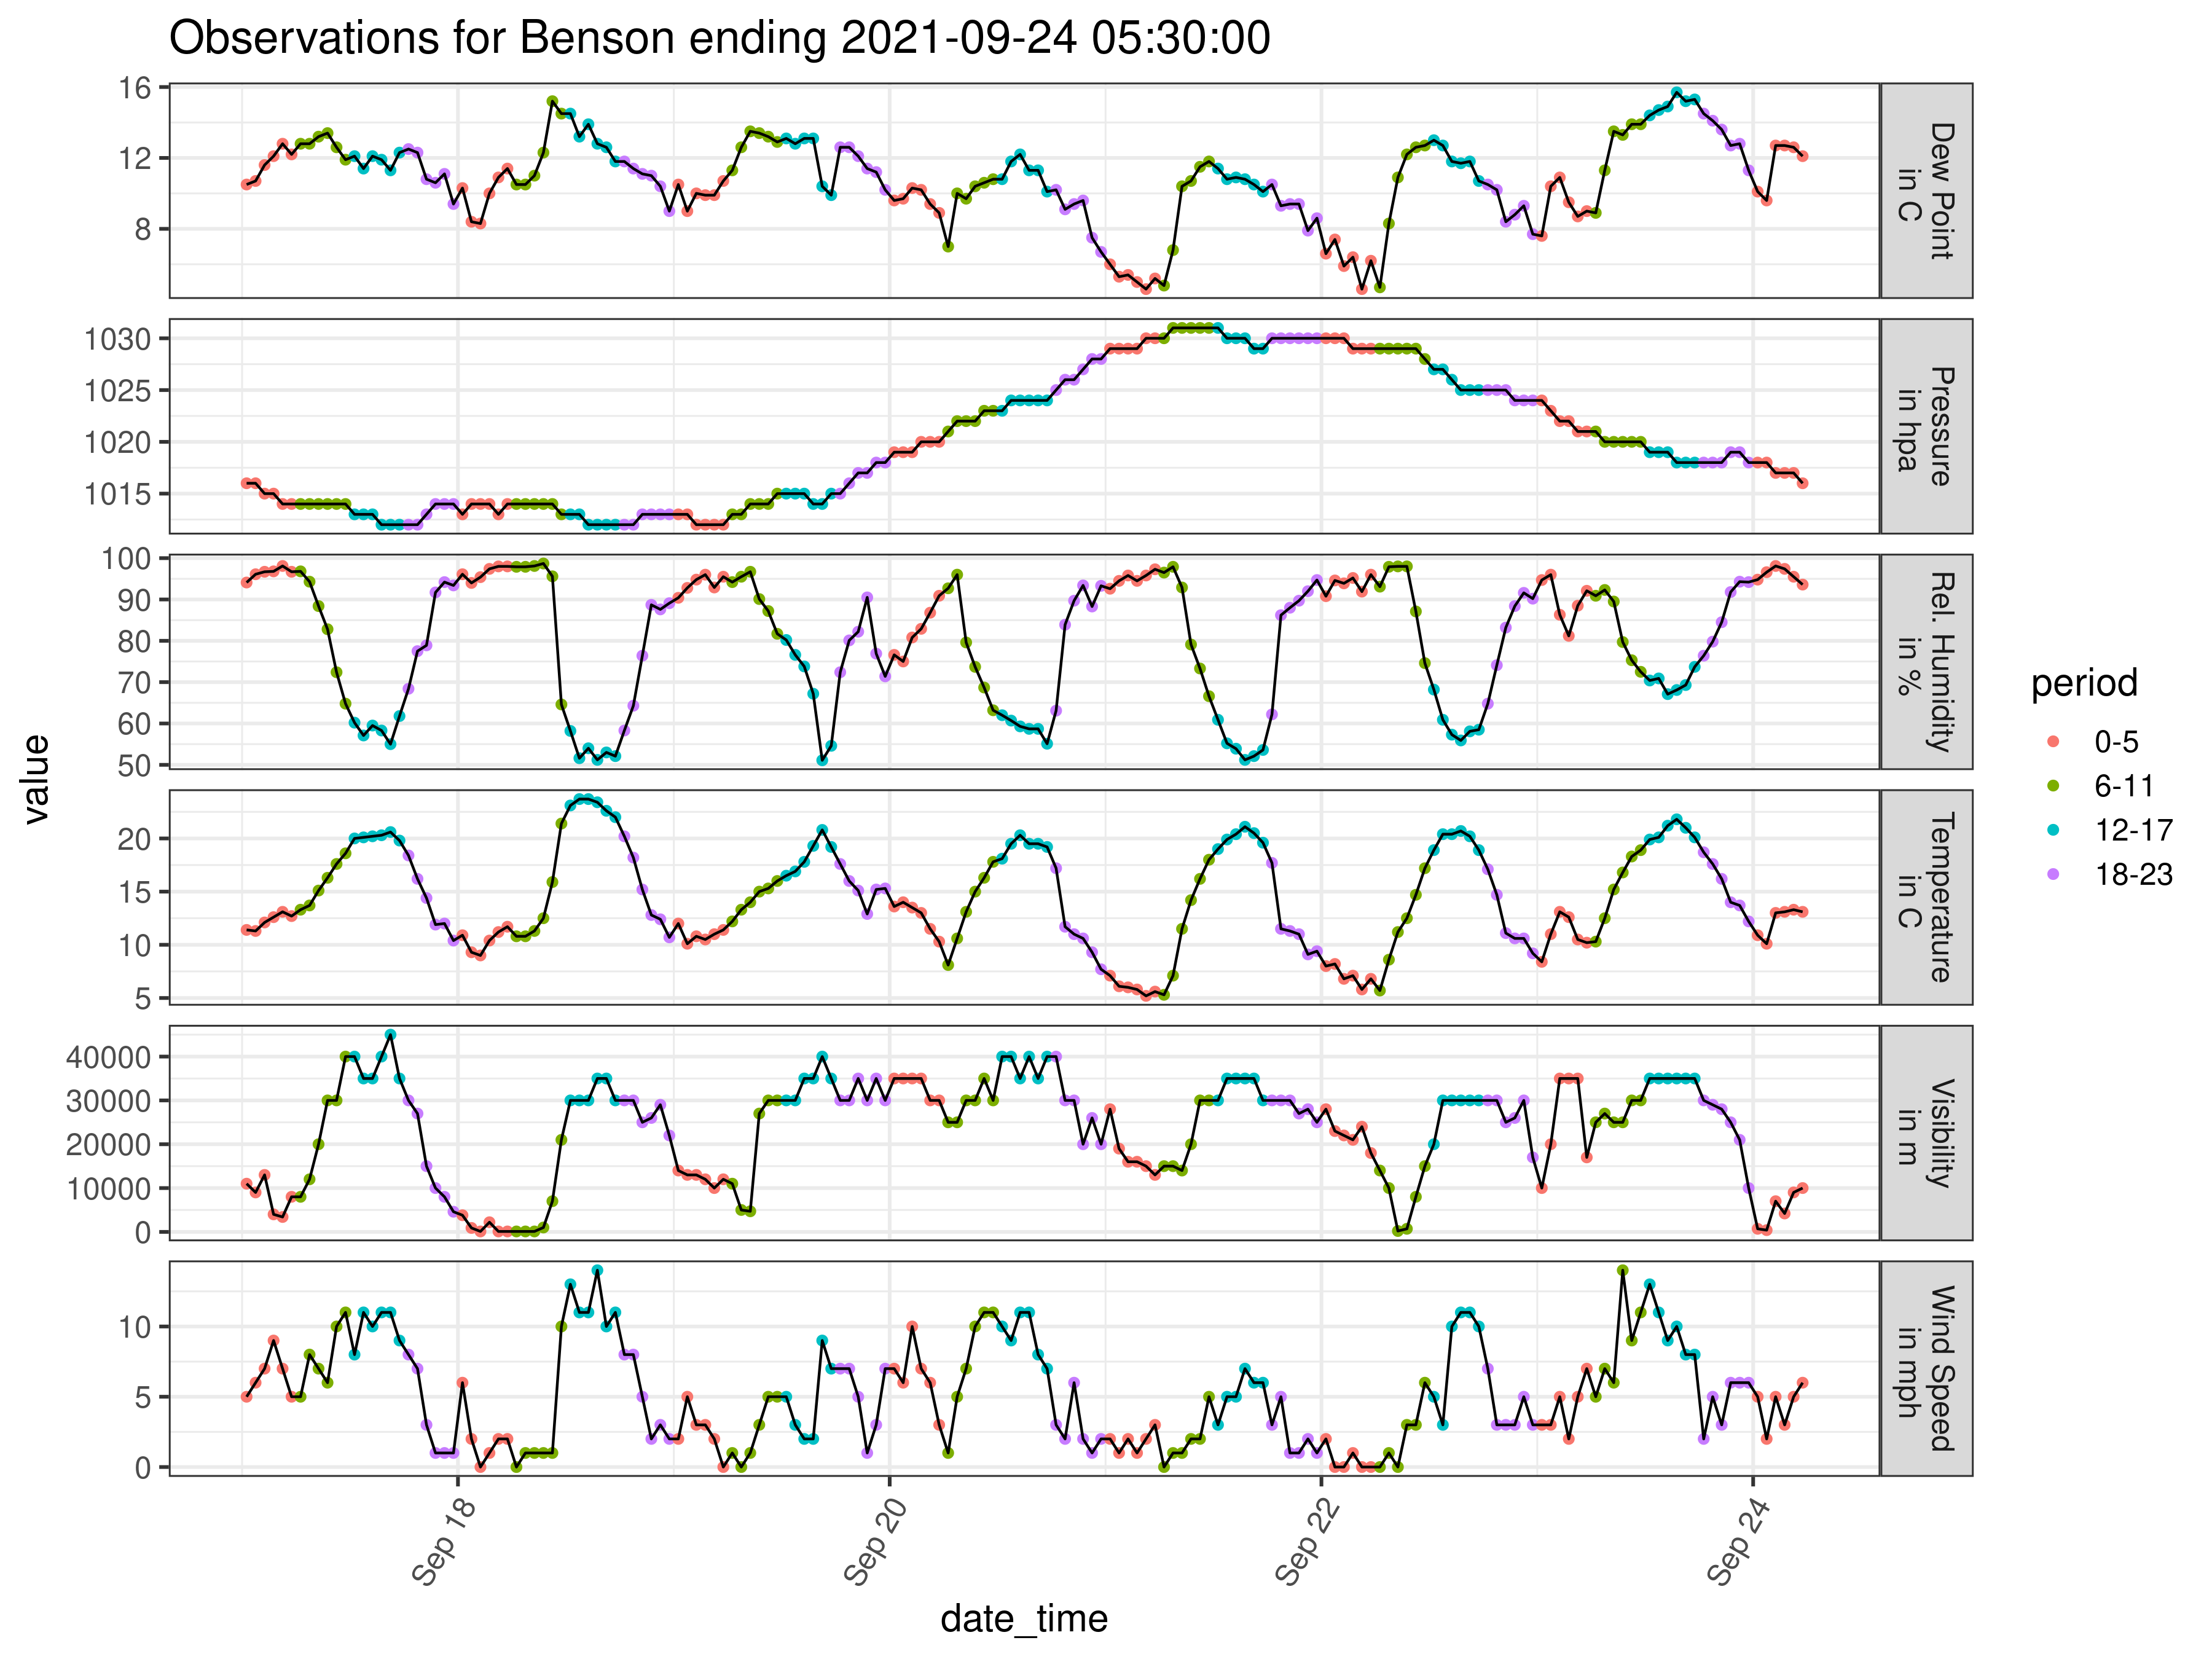 Observations for Benson ending 2021-09-24 05:30:00
value
16
12
8
Dew Point
in C
1030
1025
1020
1015
Pressure
in hpa
100
90
80
70
60
50
Rel. Humidity
in %
20
15
10
5
Temperature
in C
40000
30000
20000
10000
0
Visibility
in m
10
5
0
Wind Speed
in mph
Sep 18
Sep 20
Sep 22
Sep 24
date_time
period
0-5
6-11
12-17
18-23